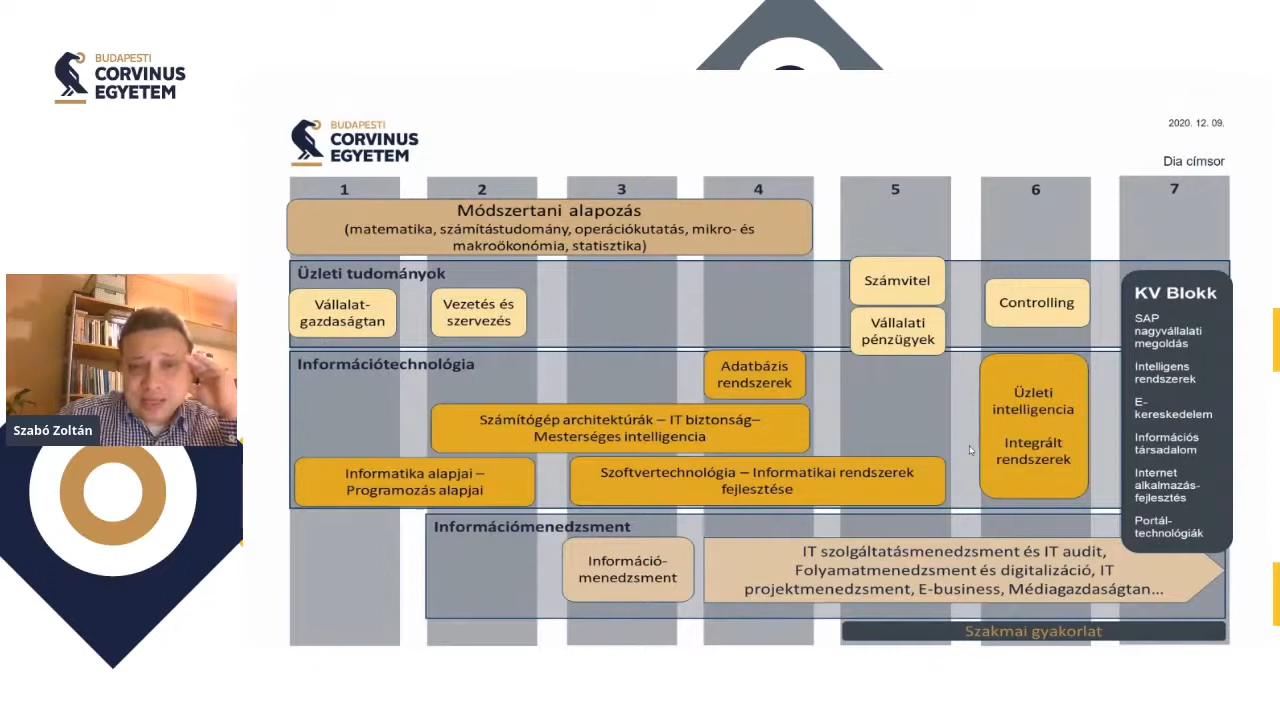 BUDAPESTI
CORVINUS
EGYETEM
BUDAPESTI
CORVINUS
EGYETEM
2020. 12. 09.
Dia címsor
1
2
3
4
5
6
7
Módszertani alapozás
(matematika, számítástudomány, operációkutatás, mikro- és
makroökonómia, statisztika)
Üzleti tudományok
Vállalat-
gazdaságtan
Vezetés és
szervezés
Számvitel
Vállalati
pénzügyek
Controlling
KV Blokk
SAP
nagyvállalati
megoldás
Intelligens
rendszerek
E-
kereskedelem
Információs
társadalom
Internet
alkalmazás-
fejlesztés
Portál-
technológiák
Információtechnológia
Adatbázis
rendszerek
Számítógép architektúrák – IT biztonság–
Mesterséges intelligencia
Informatika alapjai –
Programozás alapjai
Szoftvertechnológia – Informatikai rendszerek
fejlesztése
Üzleti
intelligencia
Integrált
rendszerek
Információmenedzsment
Információ-
menedzsment
IT szolgáltatásmenedzsment és IT audit,
Folyamatmenedzsment és digitalizáció, IT
projektmenedzsment, E-business, Médiagazdaságtan...
Szakmai gyakorlat
Szabó Zoltán